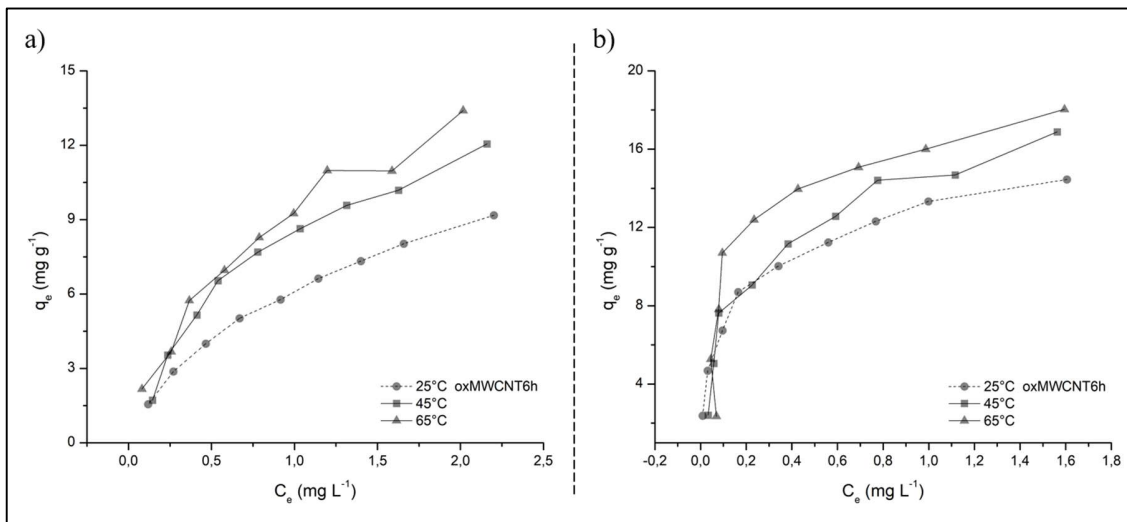 a)
15
12
9
6
3
0
qₑ (mg g⁻¹)
25°C oxMWCNT6h
45°C
65°C
0,0 0,5 1,0 1,5 2,0 2,5
Cₑ (mg L⁻¹)
b)
20
16
12
8
4
qₑ (mg g⁻¹)
25°C oxMWCNT6h
45°C
65°C
-0,2 0,0 0,2 0,4 0,6 0,8 1,0 1,2 1,4 1,6 1,8
Cₑ (mg L⁻¹)